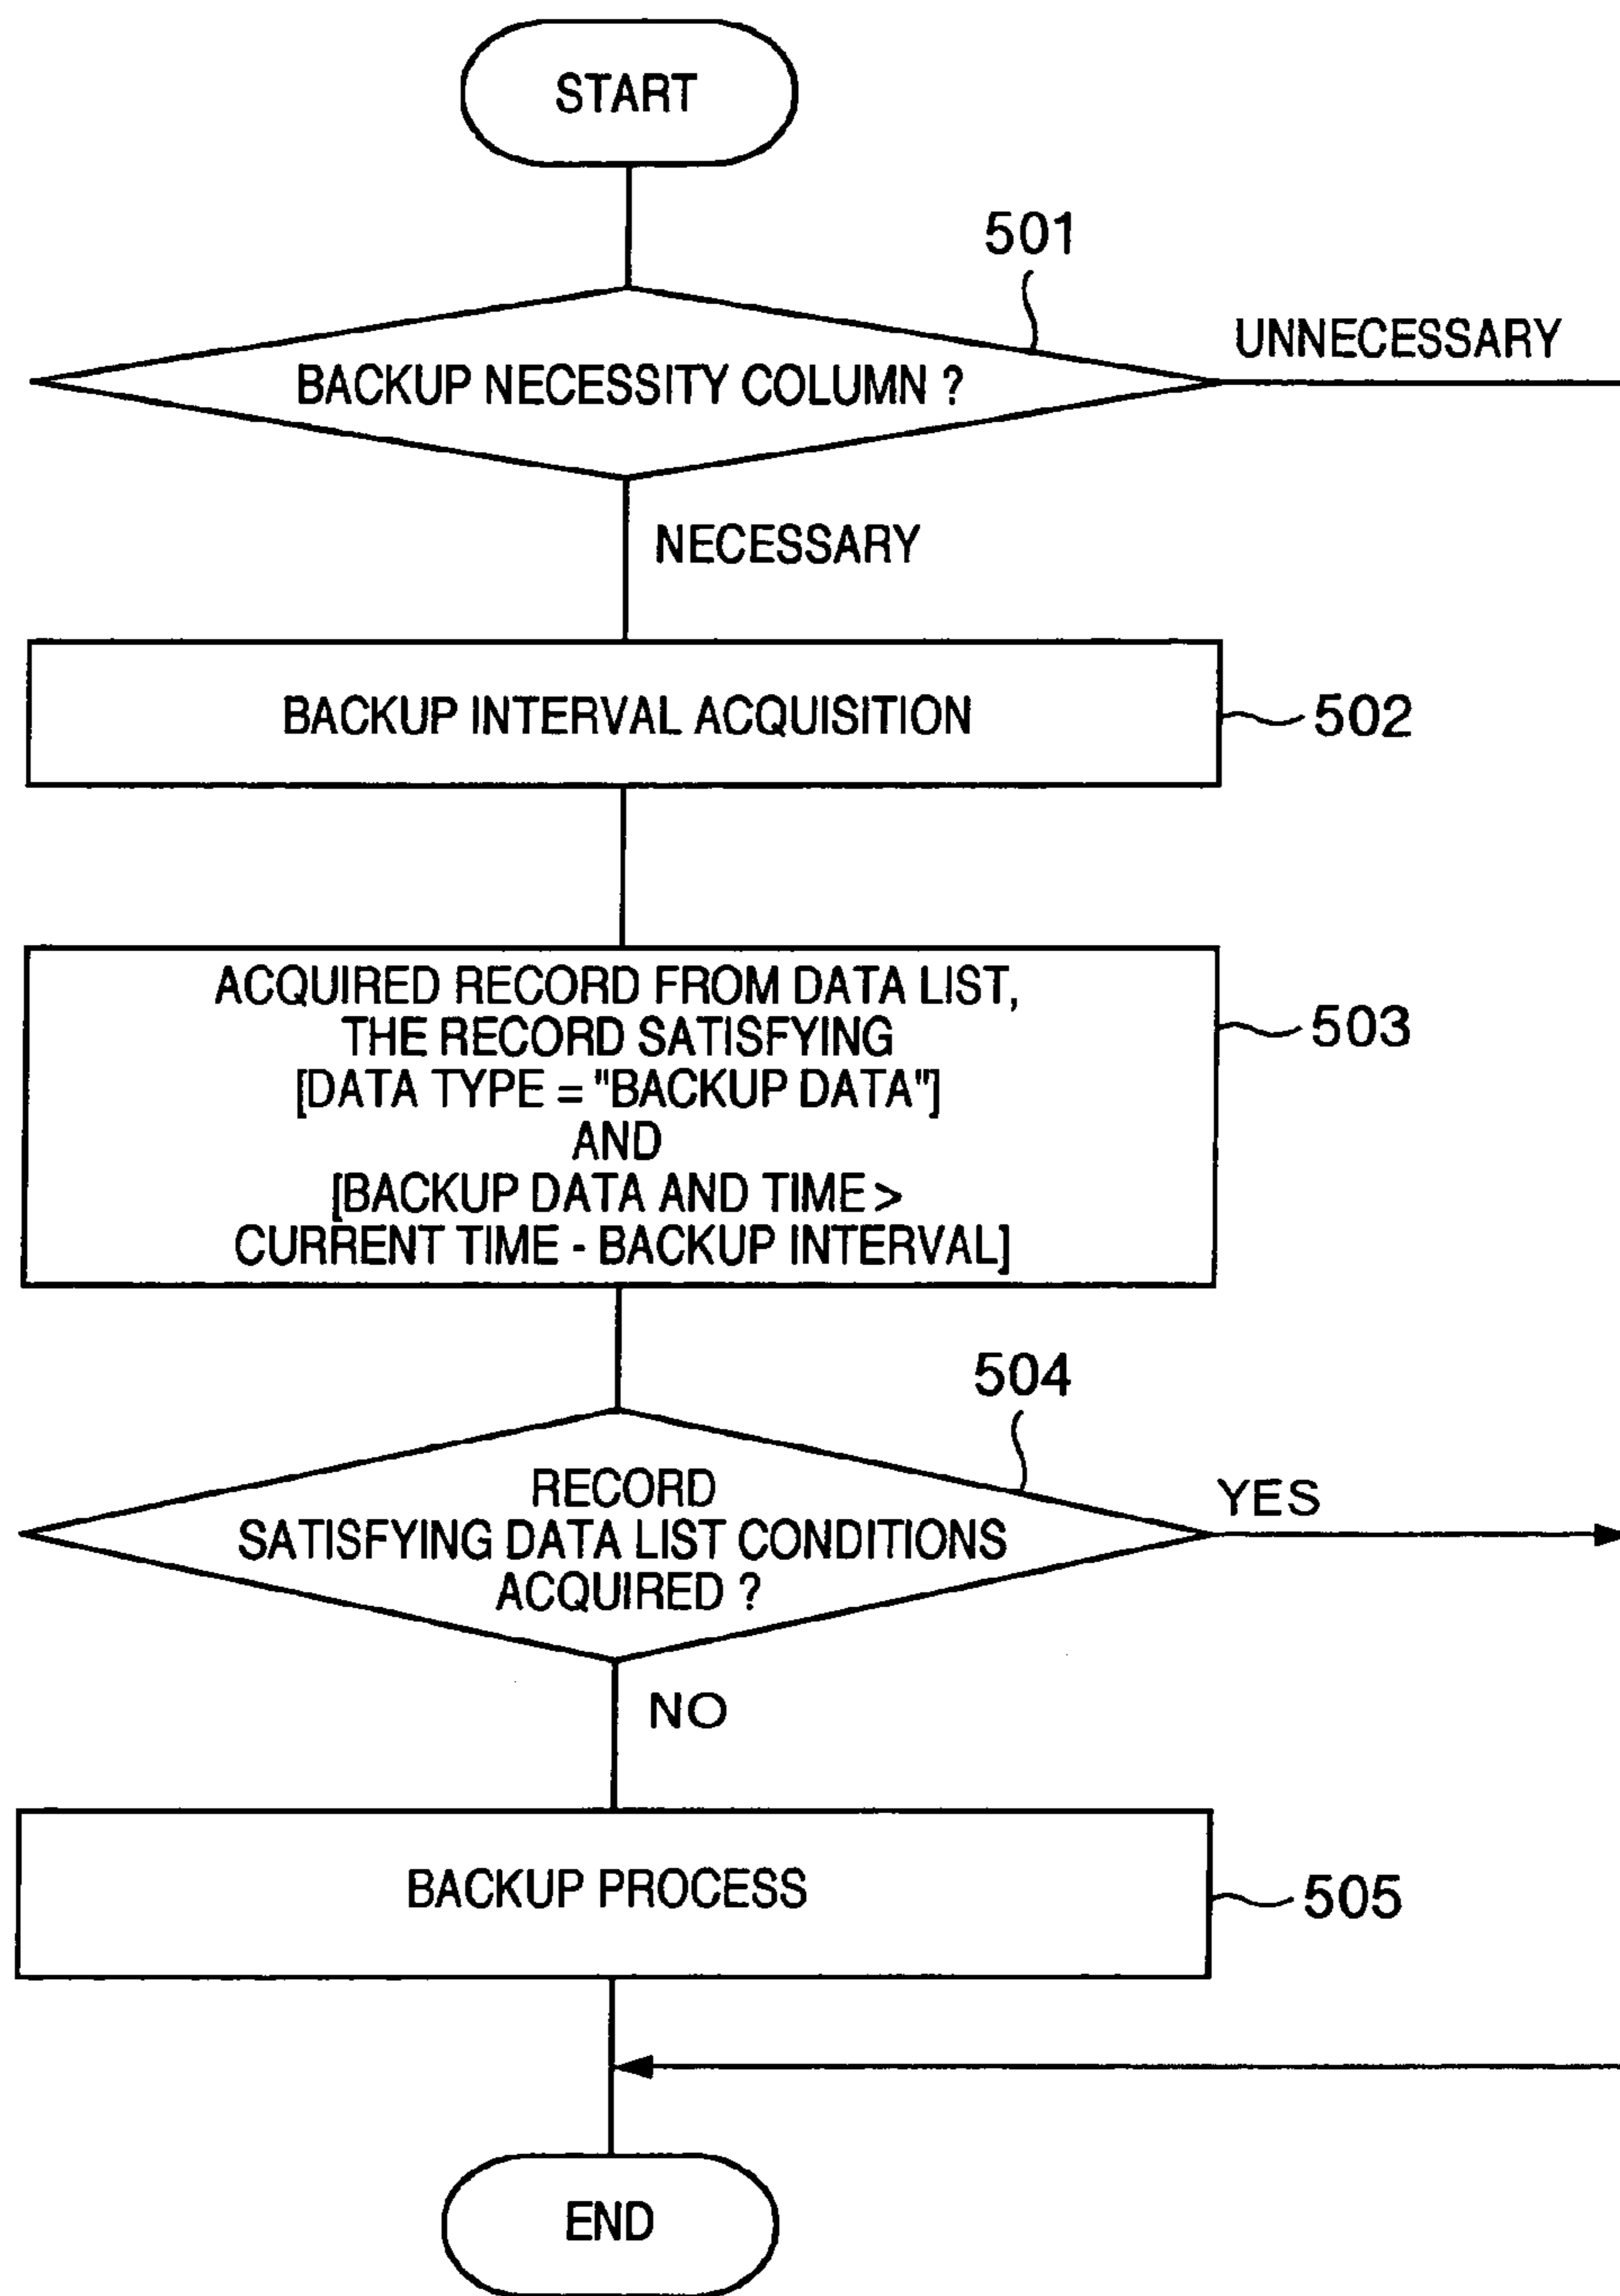 START
501
UNNECESSARY
BACKUP NECESSITY COLUMN ?
NECESSARY
BACKUP INTERVAL ACQUISITION
502
ACQUIRED RECORD FROM DATA LIST,
THE RECORD SATISFYING
[DATA TYPE = "BACKUP DATA"]
AND
[BACKUP DATA AND TIME >
CURRENT TIME - BACKUP INTERVAL]
503
504
RECORD
SATISFYING DATA LIST CONDITIONS
ACQUIRED ?
YES
NO
BACKUP PROCESS
505
END